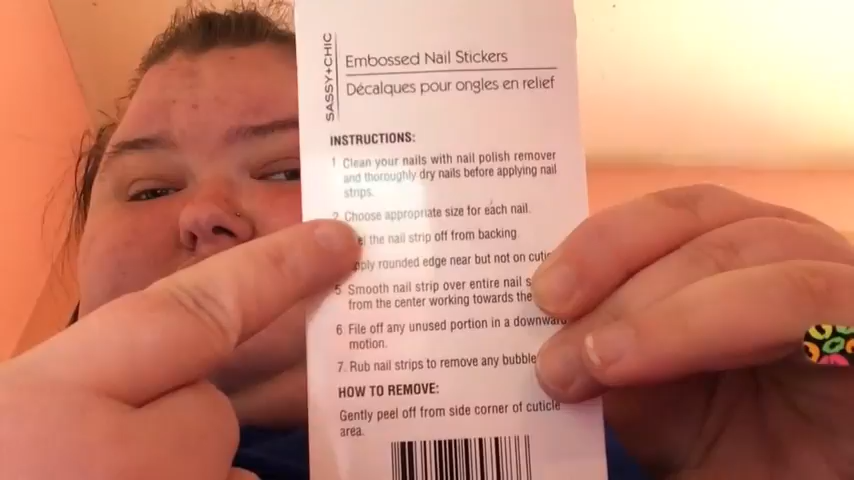 SASSY+CHIC
Embossed Nail Stickers
Décalques pour ongles en relief
INSTRUCTIONS:
1 Clean your nails with nail polish remover
and thoroughly dry nails before applying nail
strips.
2. Choose appropriate size for each nail.
the nail strip off from backing
rounded edge near but not on
5 Smooth nail strip over entire nail
from the center working towards the
6 File off any unused portion in a downward
motion.
7. Rub nail strips to remove any bubble
HOW TO REMOVE:
Gently peel off from side corner of cuticle
area.